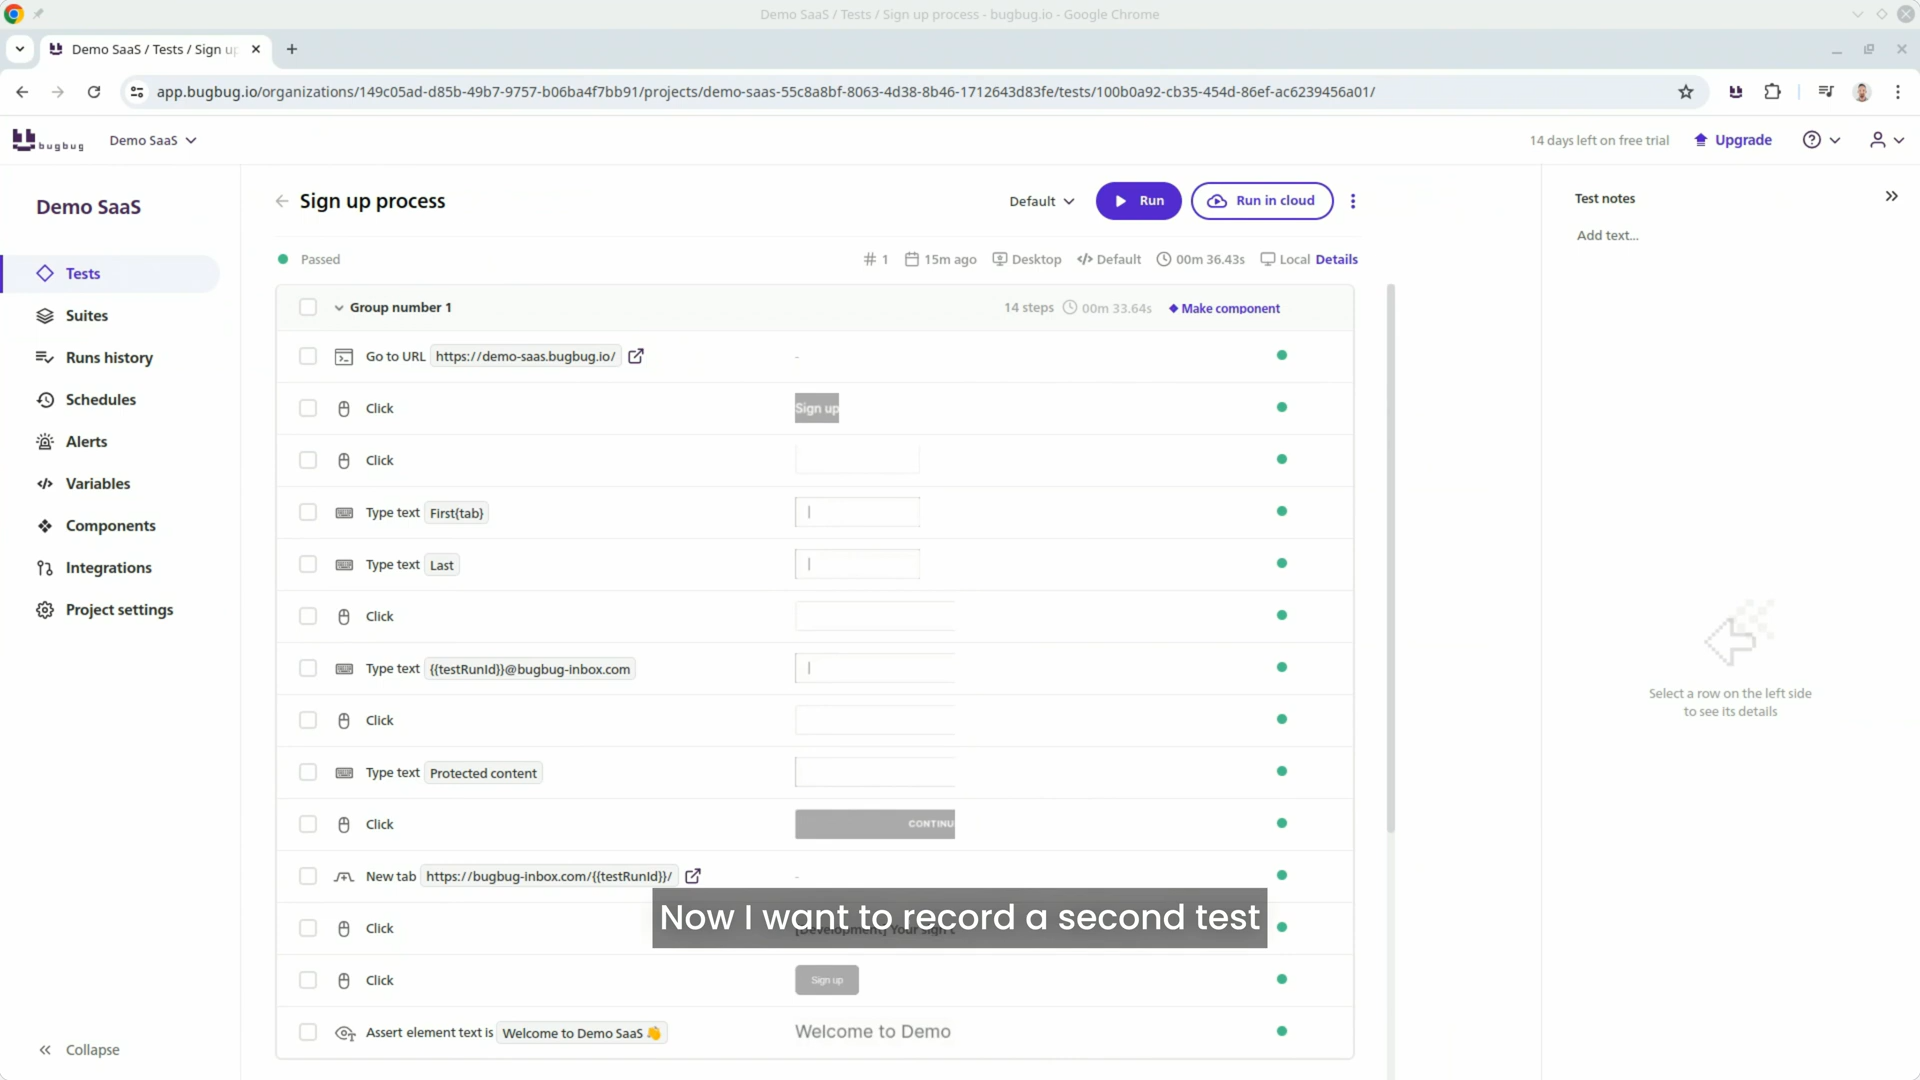 Demo SaaS / Tests / Sign up process - bugbug.io - Google Chrome
Demo SaaS / Tests / Sign up
app.bugbug.io/organizations/149c05ad-d85b-49b7-9757-b06ba4f7bb91/projects/demo-saas-55c8a8bf-8063-4d38-8b46-1712643d83fe/tests/100b0a92-cb35-454d-86ef-ac6239456a01/
bugbug
Demo SaaS
14 days left on free trial
Upgrade
Demo SaaS
Tests
Suites
Runs history
Schedules
Alerts
Variables
Components
Integrations
Project settings
Collapse
Sign up process
Default
Run
Run in cloud
Passed
# 1 15m ago Desktop Default 00m 36.43s Local Details
Group number 1 14 steps 00m 33.64s Make component
Go to URL https://demo-saas.bugbug.io/ -
Click Sign up
Click
Type text First{tab}
Type text Last
Click
Type text {{testRunId}}@bugbug-inbox.com
Click
Type text Protected content
Click CONTINU
New tab https://bugbug-inbox.com/{{testRunId}}/ -
Now I want to record a second test
Click [Development] Your sign
Click Sign up
Assert element text is Welcome to Demo SaaS 👋 Welcome to Demo
Test notes
Add text...
Select a row on the left side
to see its details